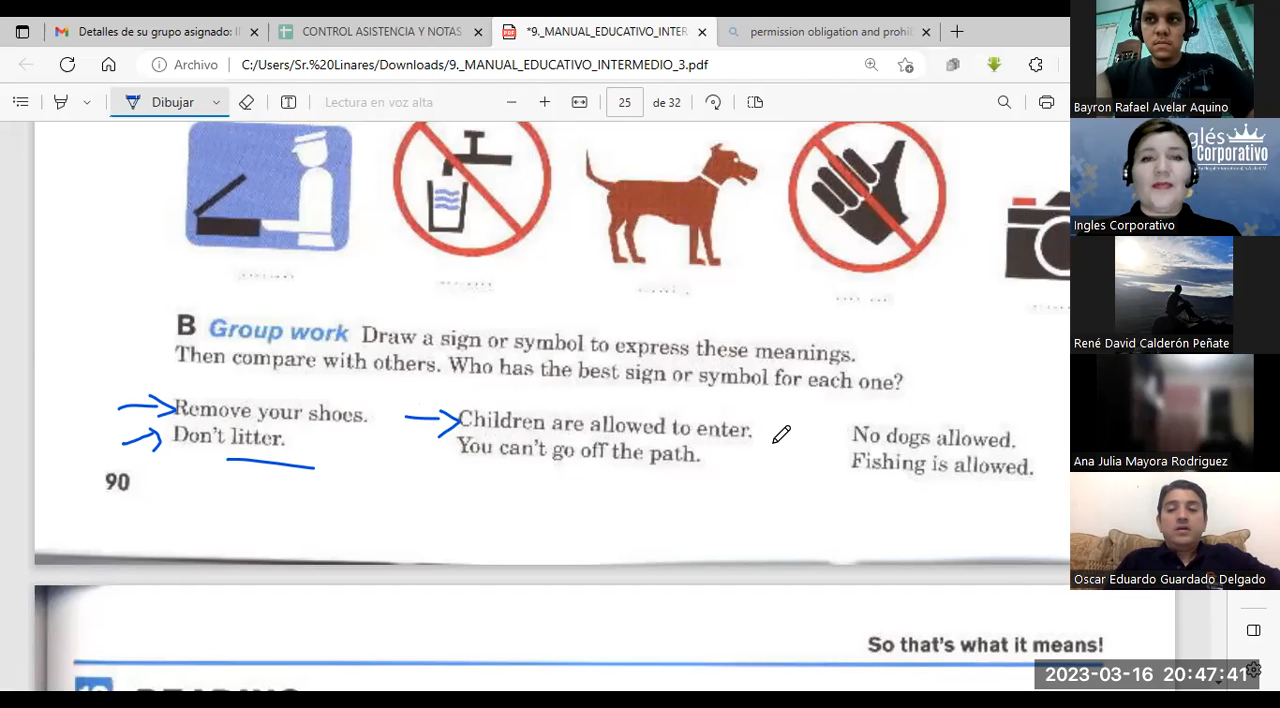 Detalles de su grupo asignado: I
CONTROL ASISTENCIA Y NOTAS
*9._MANUAL_EDUCATIVO_INTER
permission obligation and prohi
Archivo
C:/Users/Sr.%20Linares/Downloads/9._MANUAL_EDUCATIVO_INTERMEDIO_3.pdf
Dibujar
Lectura en voz alta
25
de 32
B Group work Draw a sign or symbol to express these meanings.
Then compare with others. Who has the best sign or symbol for each one?
Remove your shoes.
Don't litter.
Children are allowed to enter.
You can't go off the path.
No dogs allowed.
Fishing is allowed.
90
So that's what it means!
Bayron Rafael Avelar Aquino
Inglés
Corporativo
Ingles Corporativo
René David Calderón Peñate
Ana Julia Mayora Rodriguez
Oscar Eduardo Guardado Delgado
2023-03-16 20:47:41